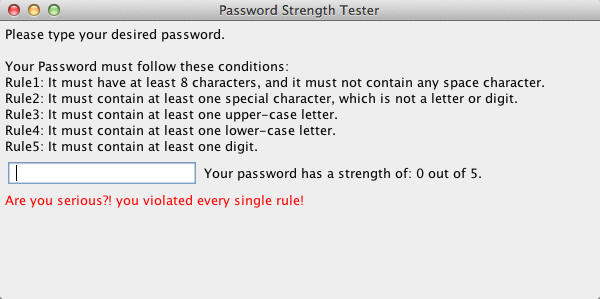 Password Strength Tester
Please type your desired password.
Your Password must follow these conditions:
Rule1: It must have at least 8 characters, and it must not contain any space character.
Rule2: It must contain at least one special character, which is not a letter or digit.
Rule3: It must contain at least one upper-case letter.
Rule4: It must contain at least one lower-case letter.
Rule5: It must contain at least one digit.
Your password has a strength of: 0 out of 5.
Are you serious?! you violated every single rule!